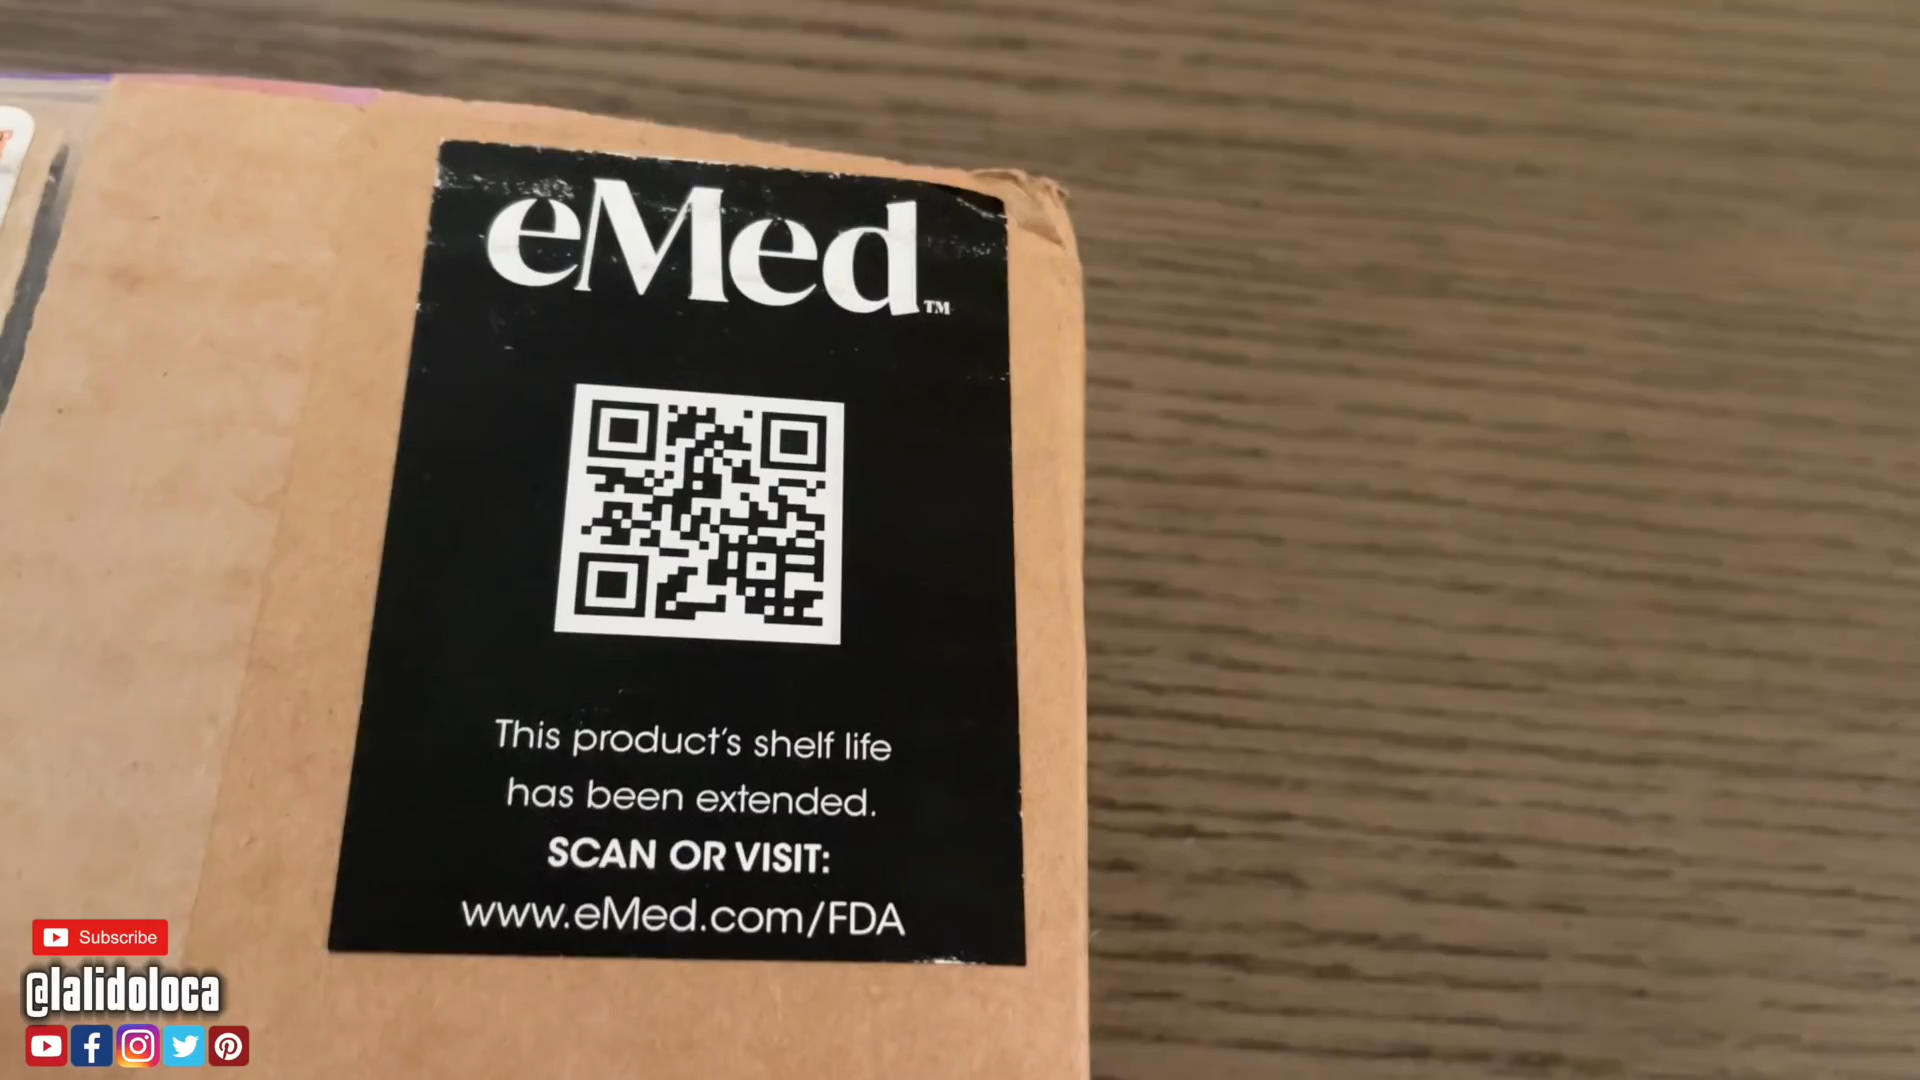 eMed™
This product's shelf life
has been extended.
SCAN OR VISIT:
www.eMed.com/FDA
Subscribe
@lalidoloca